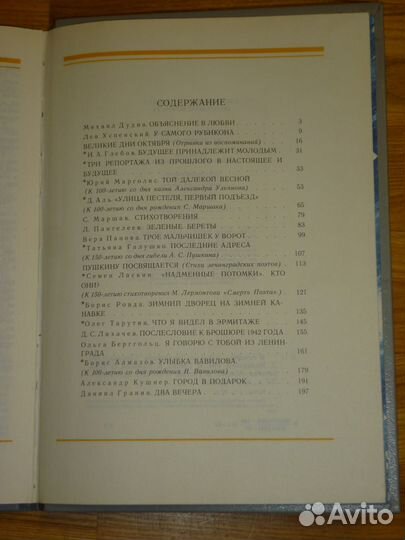 СОДЕРЖАНИЕ
Михаил Дудин. ОБЪЯСНЕНИЕ В ЛЮБВИ 3
Лев Успенский. У САМОГО РУБИКОНА 9
ВЕЛИКИЕ ДНИ ОКТЯБРЯ (Отрывки из воспоминаний) 16
*И. А. Глебов. БУДУЩЕЕ ПРИНАДЛЕЖИТ МОЛОДЫМ 31
*ТРИ РЕПОРТАЖА ИЗ ПРОШЛОГО В НАСТОЯЩЕЕ И
БУДУЩЕЕ 33
*Юрий Марголис. ТОЙ ДАЛЕКОЙ ВЕСНОЙ
(К 100-летию со дня казни Александра Ульянова) 53
*Д. Аль. «УЛИЦА ПЕСТЕЛЯ, ПЕРВЫЙ ПОДЪЕЗД»
(К 100-летию со дня рождения С. Маршака) 65
С. Маршак. СТИХОТВОРЕНИЯ 79
Л. Пантелеев. ЗЕЛЕНЫЕ БЕРЕТЫ 83
Вера Панова. ТРОЕ МАЛЬЧИШЕК У ВОРОТ 99
*Татьяна Галушко. ПОСЛЕДНИЕ АДРЕСА
(К 150-летию со дня гибели А. С. Пушкина) 107
ПУШКИНУ ПОСВЯЩАЕТСЯ (Стихи ленинградских поэтов) 113
*Семен Ласкин. «НАДМЕННЫЕ ПОТОМКИ». КТО
ОНИ?
(К 150-летию стихотворения М. Лермонтова «Смерть Поэта») 121
*Борис Ровда. ЗИМНИЙ ДВОРЕЦ НА ЗИМНЕЙ КА-
НАВКЕ 135
*Олег Тарутин. ЧТО Я ВИДЕЛ В ЭРМИТАЖЕ 145
Д. С. Лихачев. ПОСЛЕСЛОВИЕ К БРОШЮРЕ 1942 ГОДА 155
Ольга Берггольц. Я ГОВОРЮ С ТОБОЙ ИЗ ЛЕНИН-
ГРАДА 161
*Борис Алмазов. УЛЫБКА ВАВИЛОВА
(К 100-летию со дня рождения Н. Вавилова) 179
Александр Кушнер. ГОРОД В ПОДАРОК 191
Даниил Гранин. ДВА ВЕЧЕРА 197
Avito